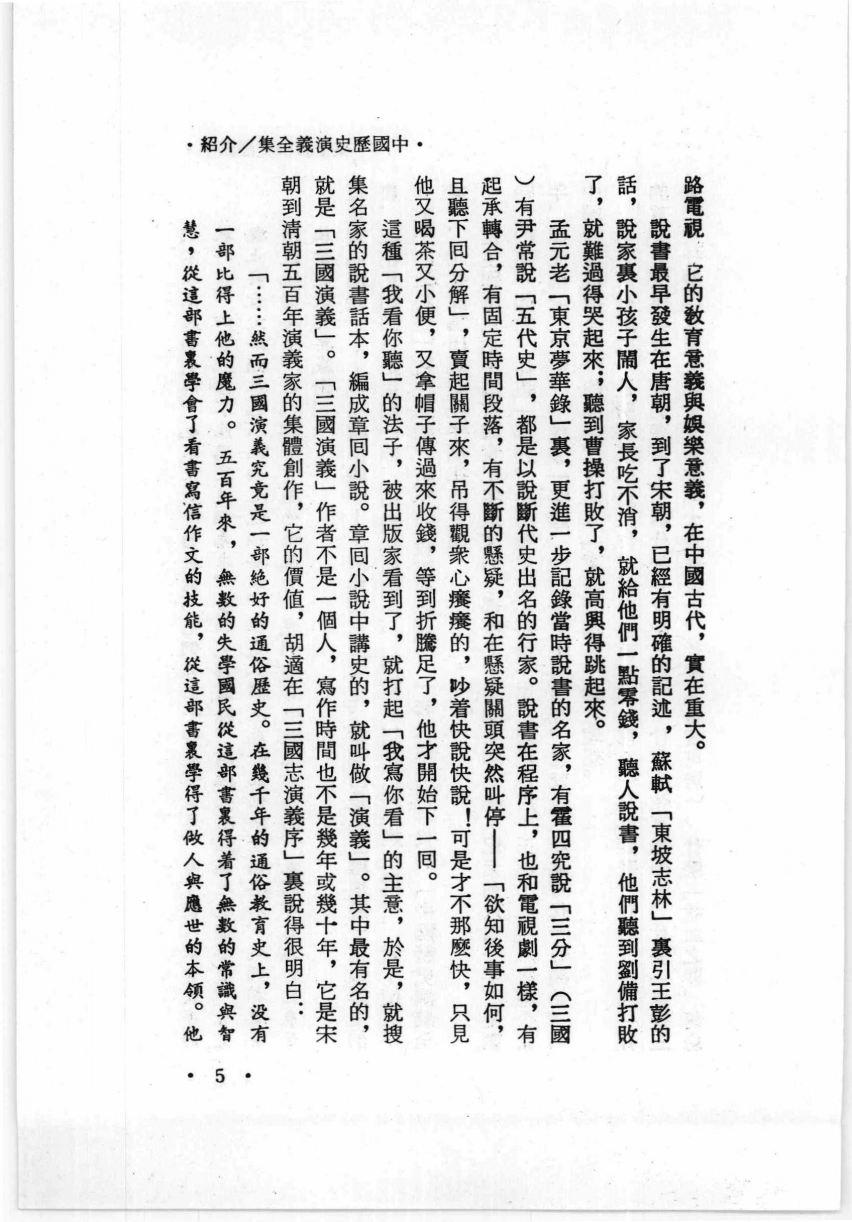 ・中國歷史演義全集／介紹・
路電視　它的教育意義與娛樂意義，在中國古代，實在重大。
說書最早發生在唐朝，到了宋朝，已經有明確的記述，蘇軾「東坡志林」裏引王彭的
話，說家裏小孩子鬧人，家長吃不消，就給他們一點零錢，聽人說書，他們聽到劉備打敗
了，就難過得哭起來；聽到曹操打敗了，就高興得跳起來。
孟元老「東京夢華錄」裏，更進一步記錄當時說書的名家，有霍四究說「三分」（三國
）有尹常說「五代史」，都是以說斷代史出名的行家。說書在程序上，也和電視劇一樣，有
起承轉合，有固定時間段落，有不斷的懸疑，和在懸疑關頭突然叫停——「欲知後事如何，
且聽下回分解」，賣起關子來，吊得觀衆心癢癢的，吵着快說快說！可是才不那麼快，只見
他又喝茶又小便，又拿帽子傳過來收錢，等到折騰足了，他才開始下一回。
這種「我看你聽」的法子，被出版家看到了，就打起「我寫你看」的主意，於是，就搜
集名家的說書話本，編成章回小說。章回小說中講史的，就叫做「演義」。其中最有名的，
就是「三國演義」。「三國演義」作者不是一個人，寫作時間也不是幾年或幾十年，它是宋
朝到清朝五百年演義家的集體創作，它的價值，胡適在「三國志演義序」裏說得很明白：
「……然而三國演義究竟是一部絕好的通俗歷史。在幾千年的通俗教育史上，沒有
一部比得上他的魔力。五百年來，無數的失學國民從這部書裏得着了無數的常識與智
慧，從這部書裏學會了看書寫信作文的技能，從這部書裏學得了做人與應世的本領。他
・5・